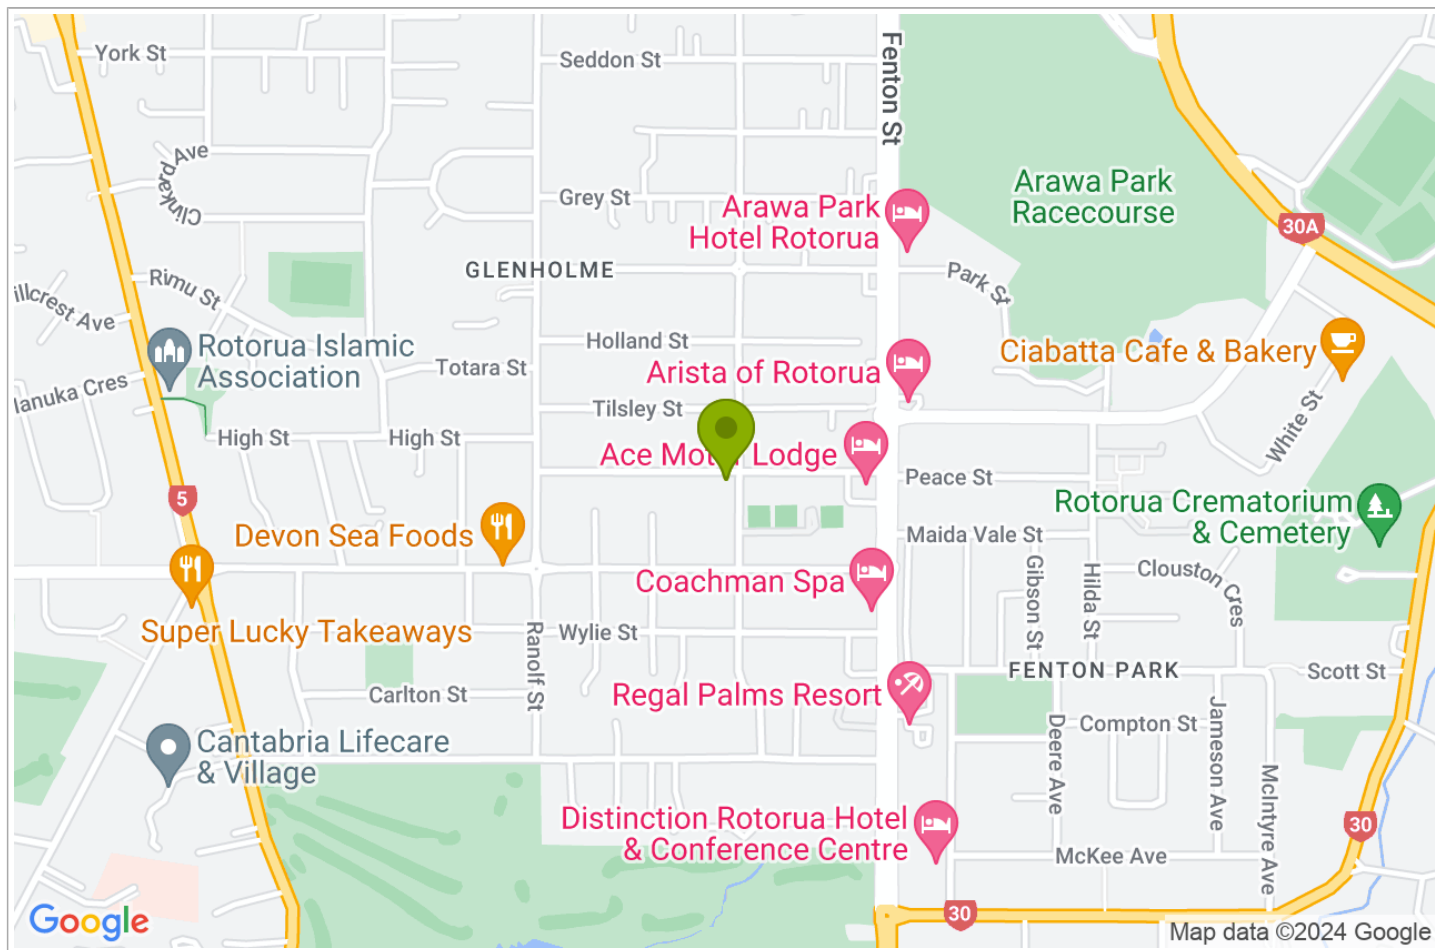 York St
Seddon St
Fenton St
Clinkard Ave
Grey St
Arawa Park
Hotel Rotorua
Arawa Park
Racecourse
30A
GLENHOLME
Park St
Rimu St
illcrest Ave
Rotorua Islamic
Association
Holland St
Totara St
Arista of Rotorua
Ciabatta Cafe & Bakery
Manuka Cres
Tilsley St
White St
High St
High St
Ace Motor Lodge
Peace St
5
Rotorua Crematorium
& Cemetery
Devon Sea Foods
Maida Vale St
Coachman Spa
Gibson St
Hilda St
Clouston Cres
Super Lucky Takeaways
Ranolf St
Wylie St
FENTON PARK
Scott St
Carlton St
Regal Palms Resort
Deere Ave
Compton St
Jameson Ave
McIntyre Ave
Cantabria Lifecare
& Village
Distinction Rotorua Hotel
& Conference Centre
30
McKee Ave
30
Google
Map data ©2024 Google